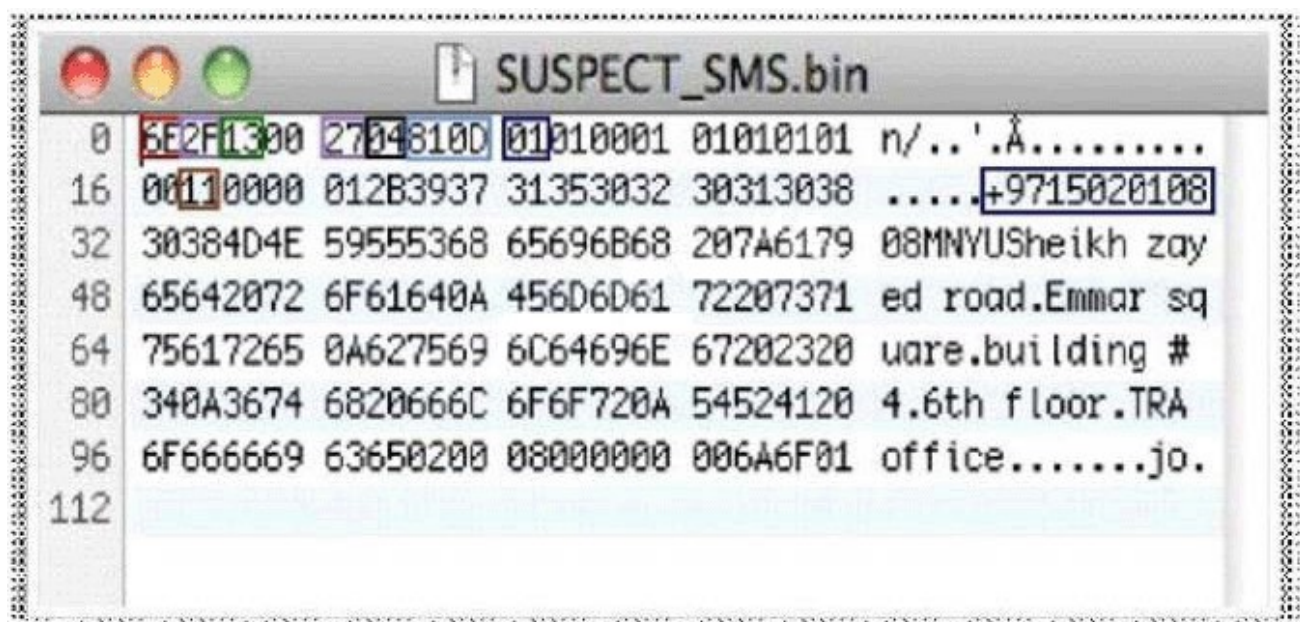 SUSPECT_SMS.bin
0 6E2F1300 2704810D 01010001 01010101 n/..'.Å.........
16 00110000 012B3937 31353032 30313038 .....+9715020108
32 30384D4E 59555368 65696B68 207A6179 08MNYUSheikh zay
48 65642072 6F61640A 456D6D61 72207371 ed road.Emmar sq
64 75617265 0A627569 6C64696E 67202320 uare.building #
80 340A3674 6820666C 6F6F720A 54524120 4.6th floor.TRA
96 6F666669 63650200 08000000 006A6F01 office.......jo.
112